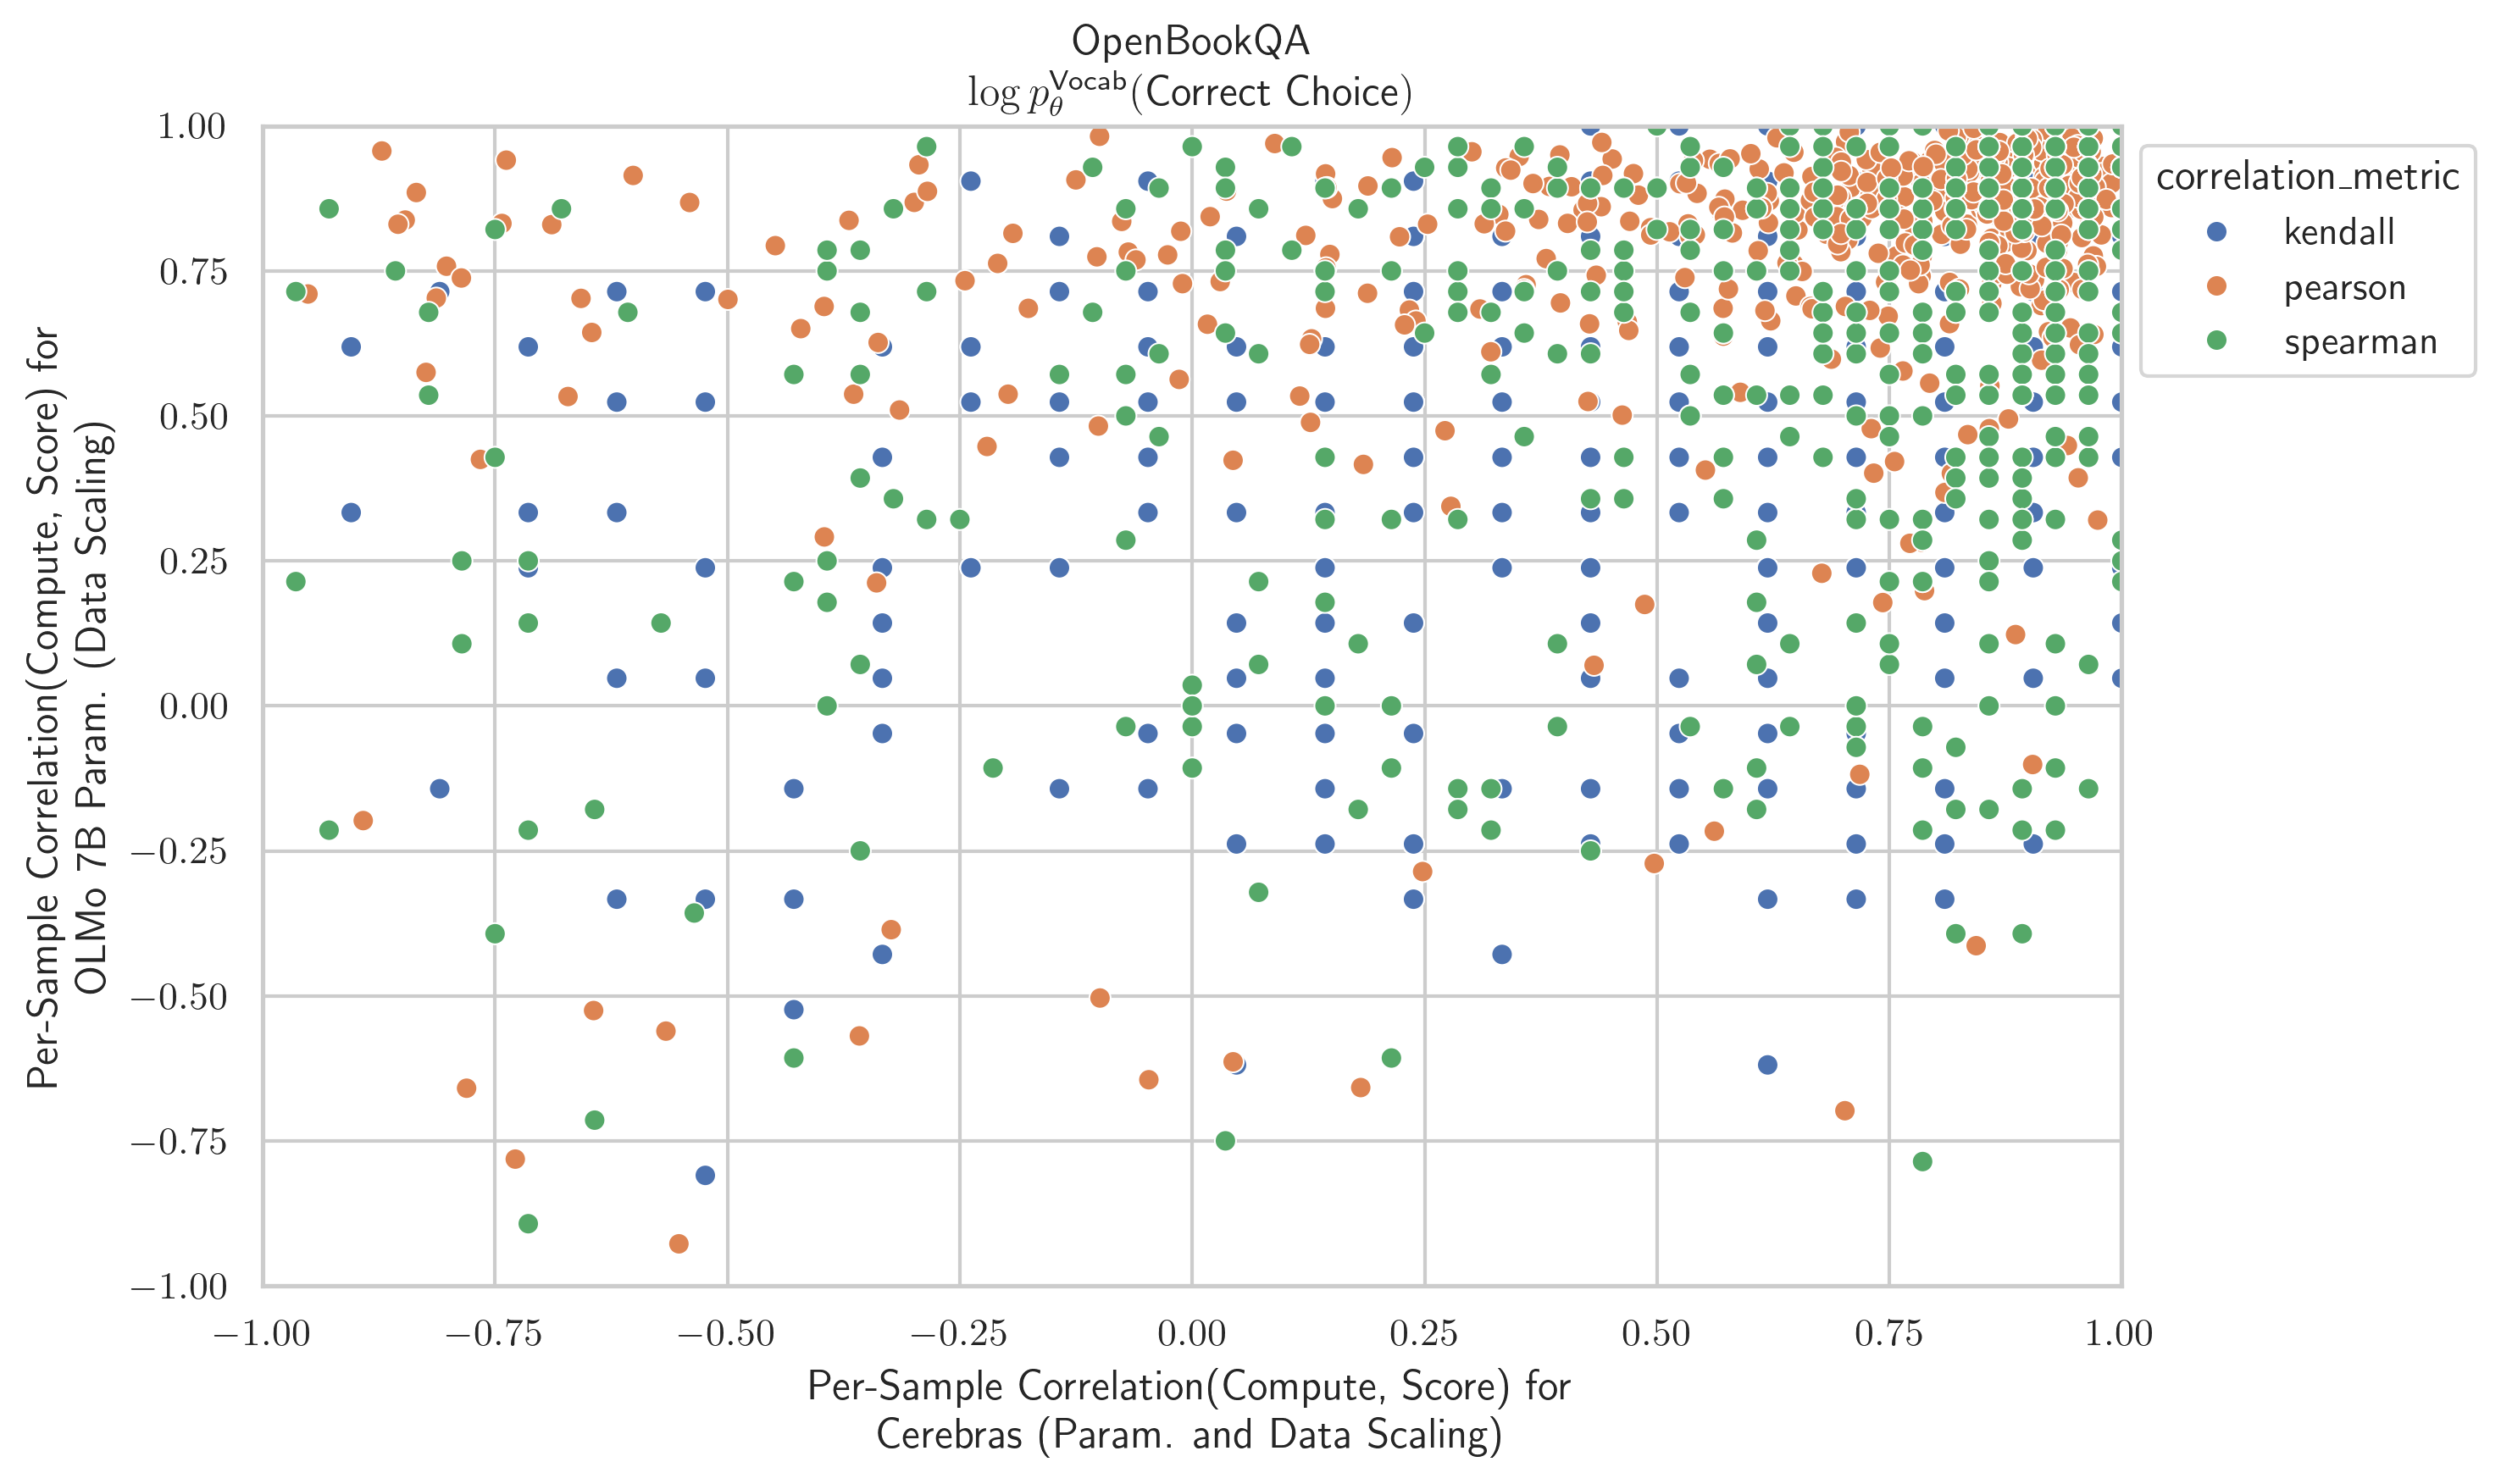 OpenBookQA
log p_θ^Vocab(Correct Choice)
Per-Sample Correlation(Compute, Score) for
OLMo 7B Param. (Data Scaling)
1.00
0.75
0.50
0.25
0.00
−0.25
−0.50
−0.75
−1.00
−1.00 −0.75 −0.50 −0.25 0.00 0.25 0.50 0.75 1.00
Per-Sample Correlation(Compute, Score) for
Cerebras (Param. and Data Scaling)
correlation_metric
kendall
pearson
spearman